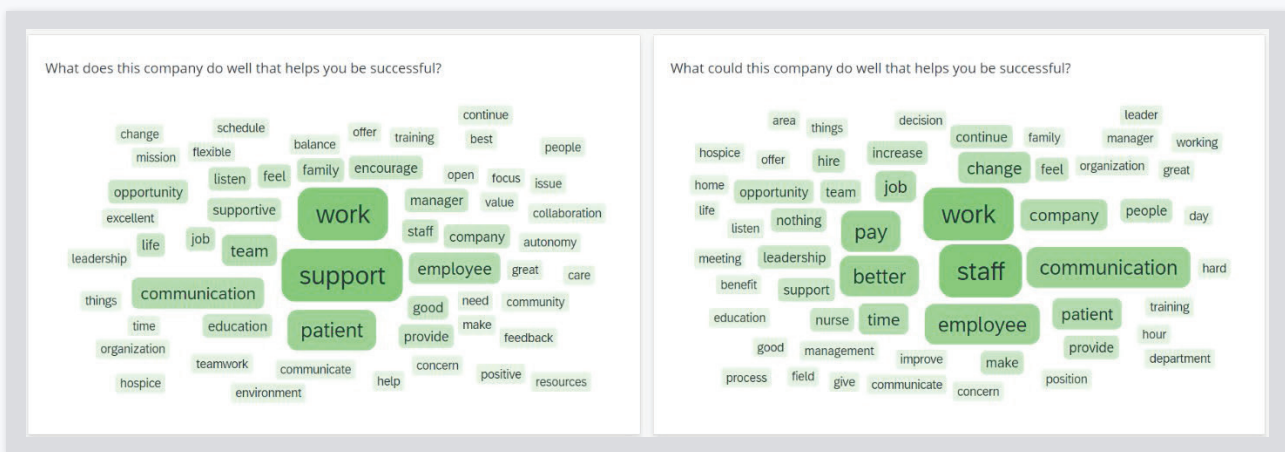 What does this company do well that helps you be successful?
continue
change schedule balance offer training best people
mission flexible
listen feel family encourage open focus issue
opportunity supportive work manager value collaboration
excellent
life job team staff company autonomy
leadership support employee great care
things communication good need community
time education patient provide make feedback
organization
teamwork communicate help concern positive resources
hospice environment
What could this company do well that helps you be successful?
area things decision continue family leader manager working
hospice offer hire increase change feel organization great
home opportunity team job
life listen nothing pay work company people day
meeting leadership better staff communication hard
benefit support
education nurse time employee patient training
good management improve make provide hour department
process field give communicate concern position